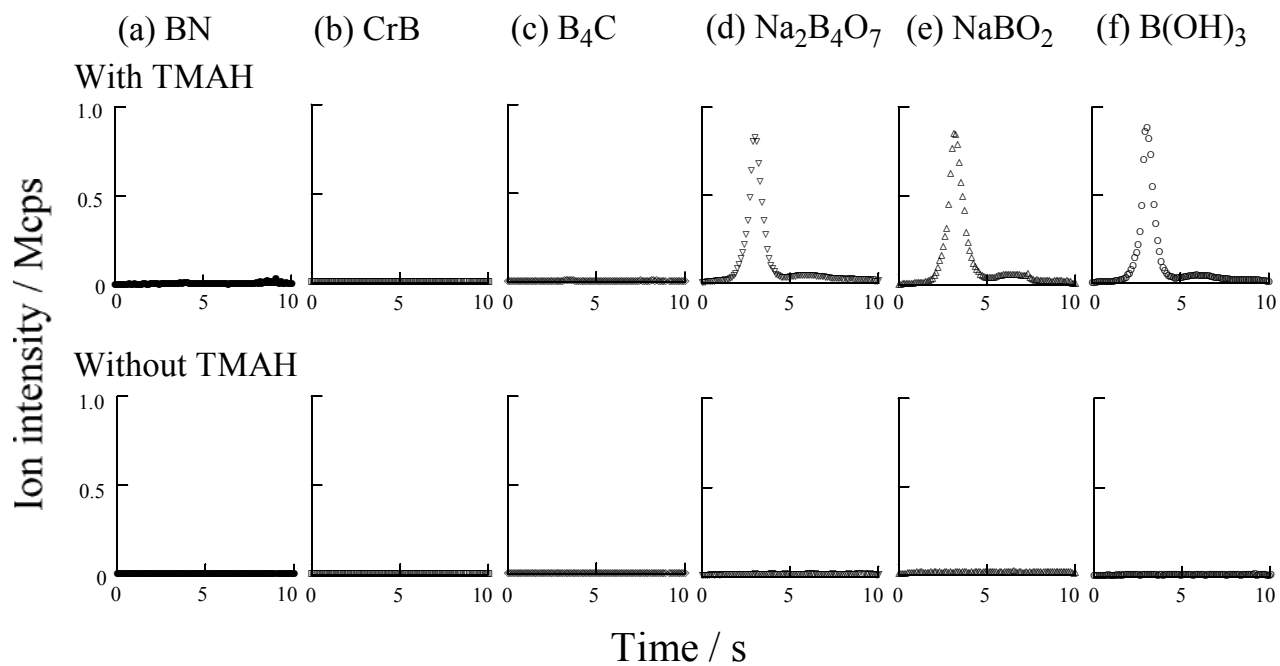 (a) BN (b) CrB (c) B₄C (d) Na₂B₄O₇ (e) NaBO₂ (f) B(OH)₃
With TMAH
1.0
0.5
0
0 5 10 0 5 10 0 5 10 0 5 10 0 5 10 0 5 10
Ion intensity / Mcps
Without TMAH
1.0
0.5
0
0 5 10 0 5 10 0 5 10 0 5 10 0 5 10 0 5 10
Time / s